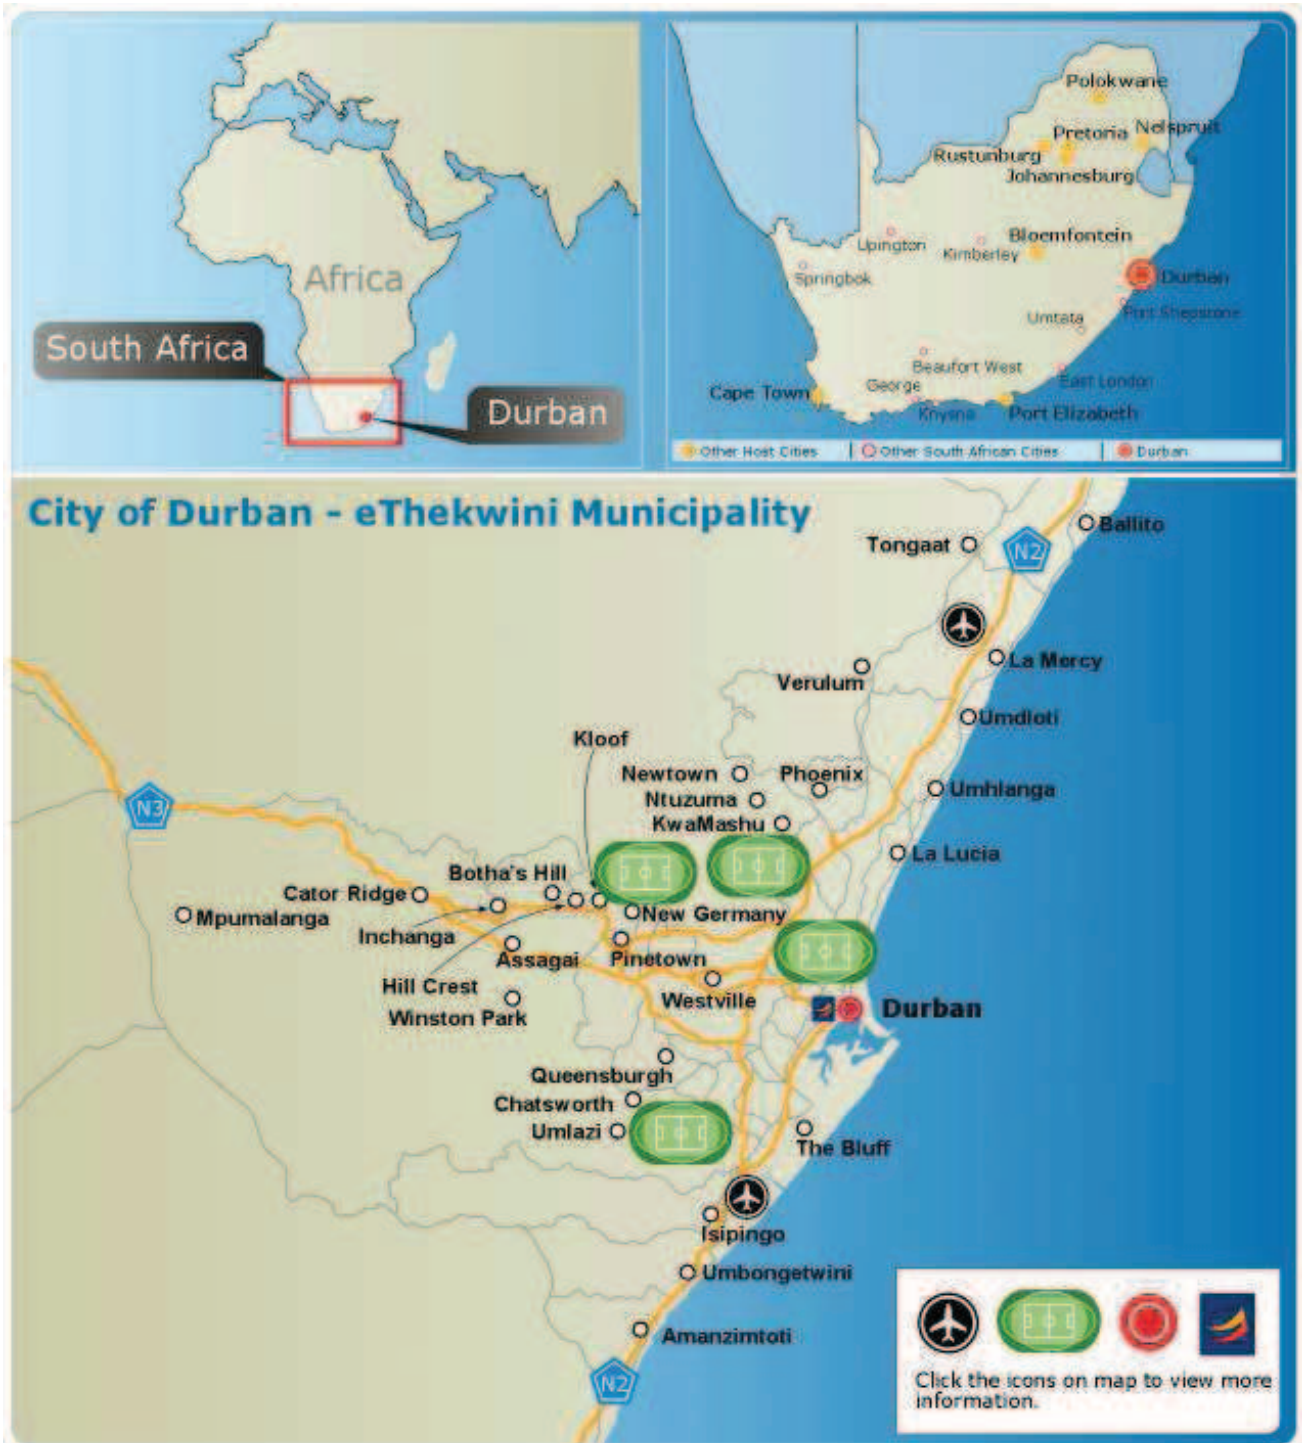 Africa
South Africa
Durban
Polokwane
Pretoria
Nelspruit
Rustunburg
Johannesburg
Upington
Kimberley
Bloemfontein
Springbok
Durban
Umtata
Port Shepstone
Beaufort West
George
East London
Cape Town
Knysna
Port Elizabeth
Other Host Cities
Other South African Cities
Durban
City of Durban - eThekwini Municipality
Ballito
Tongaat
N2
La Mercy
Verulum
Umdloti
Kloof
Newtown
Phoenix
Umhlanga
Ntuzuma
N3
KwaMashu
La Lucia
Botha's Hill
Cator Ridge
Mpumalanga
New Germany
Inchanga
Assagai
Pinetown
Hill Crest
Westville
Durban
Winston Park
Queensburgh
Chatsworth
Umlazi
The Bluff
Isipingo
Umbongetwini
Amanzimtoti
N2
Click the icons on map to view more
information.